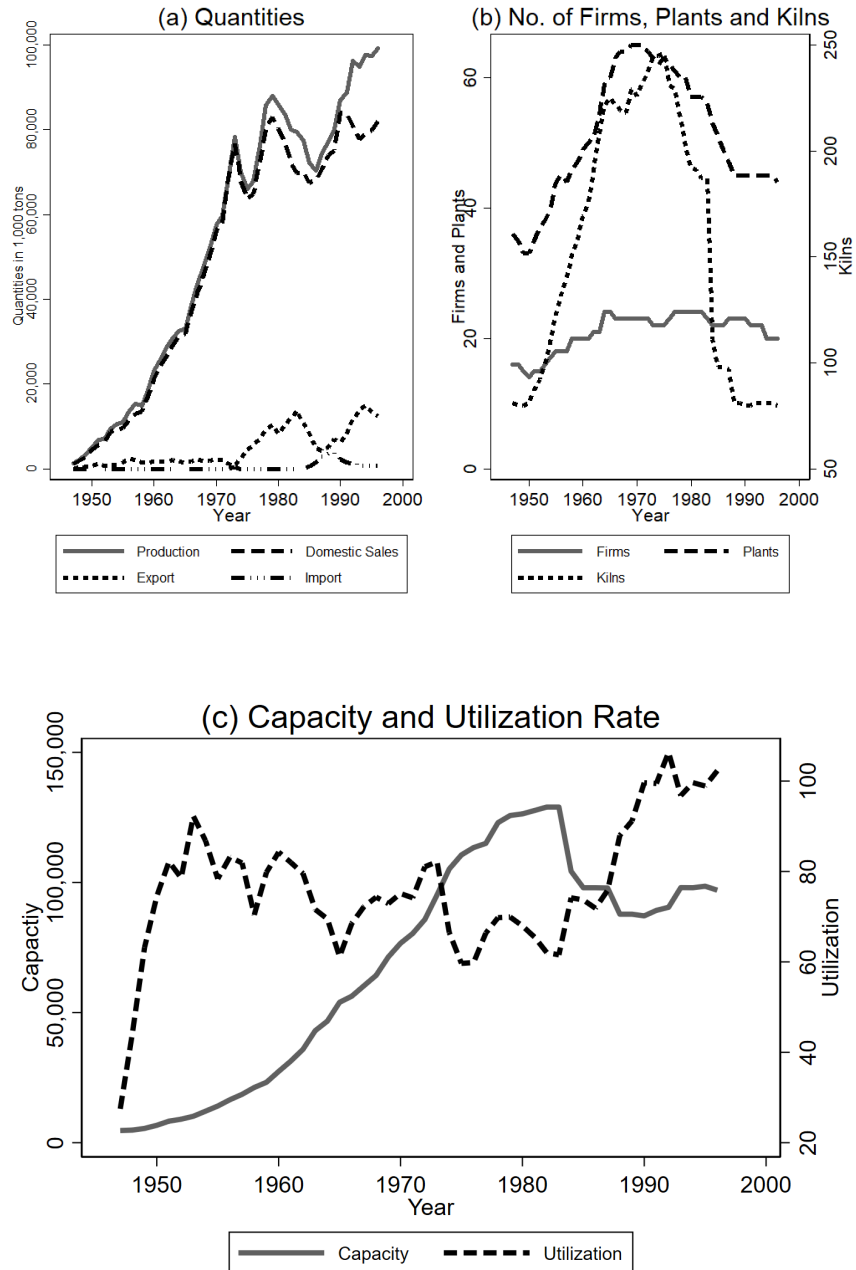 (a) Quantities
Quantities in 1,000 tons
100,000
80,000
60,000
40,000
20,000
0
1950
1960
1970
1980
1990
2000
Year
Production
Domestic Sales
Export
Import
(b) No. of Firms, Plants and Kilns
Firms and Plants
60
40
20
0
Kilns
250
200
150
100
50
1950
1960
1970
1980
1990
2000
Year
Firms
Plants
Kilns
(c) Capacity and Utilization Rate
Capactiy
150,000
100,000
50,000
0
Utilization
100
80
60
40
20
1950
1960
1970
1980
1990
2000
Year
Capacity
Utilization